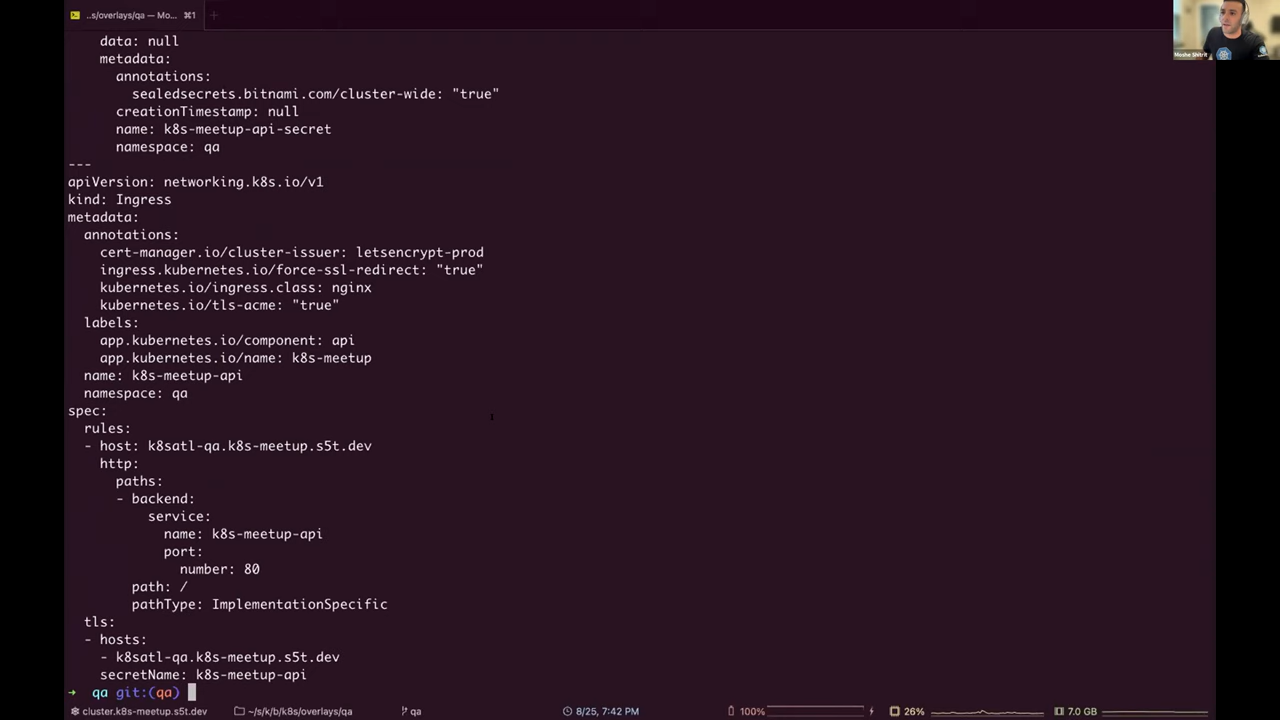 ..s/overlays/qa — Mo... ⌘1
data: null
metadata:
annotations:
sealedsecrets.bitnami.com/cluster-wide: "true"
creationTimestamp: null
name: k8s-meetup-api-secret
namespace: qa
---
apiVersion: networking.k8s.io/v1
kind: Ingress
metadata:
annotations:
cert-manager.io/cluster-issuer: letsencrypt-prod
ingress.kubernetes.io/force-ssl-redirect: "true"
kubernetes.io/ingress.class: nginx
kubernetes.io/tls-acme: "true"
labels:
app.kubernetes.io/component: api
app.kubernetes.io/name: k8s-meetup
name: k8s-meetup-api
namespace: qa
spec:
rules:
- host: k8satl-qa.k8s-meetup.s5t.dev
http:
paths:
- backend:
service:
name: k8s-meetup-api
port:
number: 80
path: /
pathType: ImplementationSpecific
tls:
- hosts:
- k8satl-qa.k8s-meetup.s5t.dev
secretName: k8s-meetup-api
→ qa git:(qa)
cluster.k8s-meetup.s5t.dev ~/s/k/b/k8s/overlays/qa qa 8/25, 7:42 PM 100% 26% 7.0 GB
Moshe Shitrit